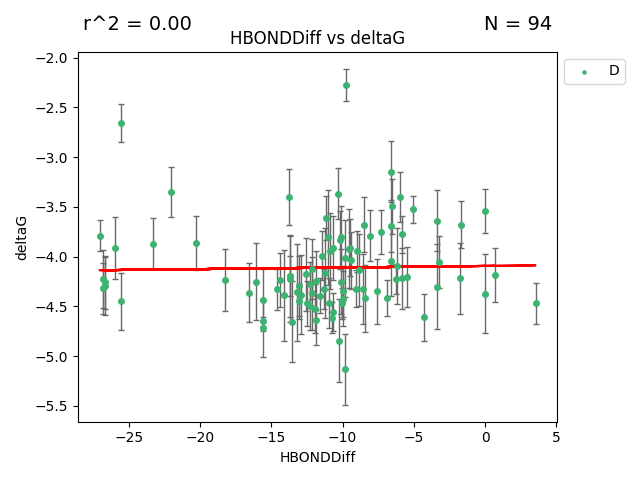 r^2 = 0.00
N = 94
HBONDDiff vs deltaG
D
deltaG
−2.0
−2.5
−3.0
−3.5
−4.0
−4.5
−5.0
−5.5
−25
−20
−15
−10
−5
0
5
HBONDDiff